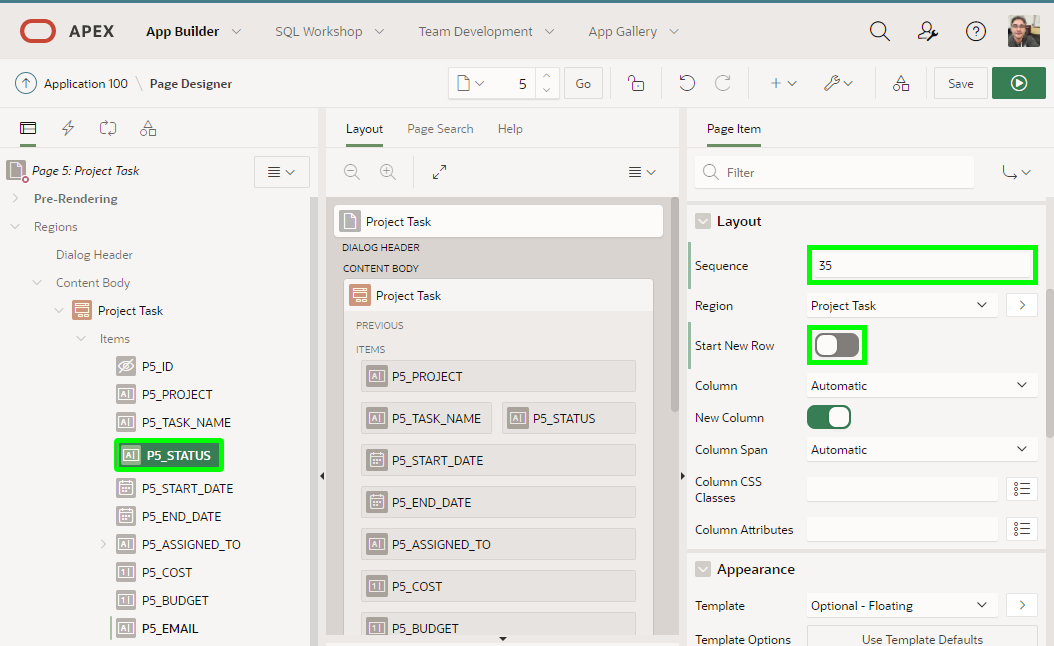 APEX App Builder SQL Workshop Team Development App Gallery
Application 100 \ Page Designer 5 Go Save
Layout Page Search Help
Page Item
Page 5: Project Task
Pre-Rendering
Regions
Dialog Header
Content Body
Project Task
Items
P5_ID
P5_PROJECT
P5_TASK_NAME
P5_STATUS
P5_START_DATE
P5_END_DATE
P5_ASSIGNED_TO
P5_COST
P5_BUDGET
P5_EMAIL
Project Task
DIALOG HEADER
CONTENT BODY
Project Task
PREVIOUS
ITEMS
P5_PROJECT
P5_TASK_NAME P5_STATUS
P5_START_DATE
P5_END_DATE
P5_ASSIGNED_TO
P5_COST
P5_BUDGET
Filter
Layout
Sequence 35
Region Project Task
Start New Row
Column Automatic
New Column
Column Span Automatic
Column CSS
Classes
Column Attributes
Appearance
Template Optional - Floating
Template Options Use Template Defaults